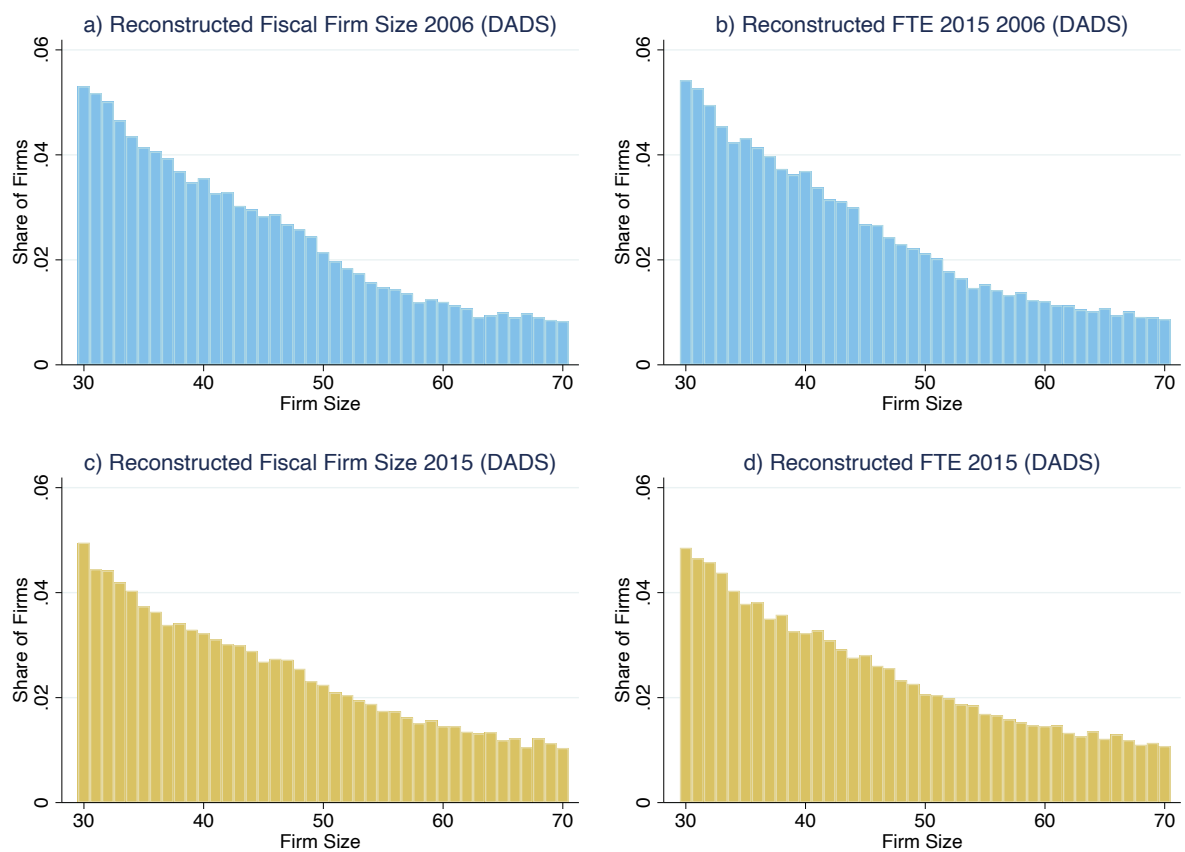 a) Reconstructed Fiscal Firm Size 2006 (DADS)
Share of Firms
0 .02 .04 .06
30 40 50 60 70
Firm Size
b) Reconstructed FTE 2015 2006 (DADS)
Share of Firms
0 .02 .04 .06
30 40 50 60 70
Firm Size
c) Reconstructed Fiscal Firm Size 2015 (DADS)
Share of Firms
0 .02 .04 .06
30 40 50 60 70
Firm Size
d) Reconstructed FTE 2015 (DADS)
Share of Firms
0 .02 .04 .06
30 40 50 60 70
Firm Size